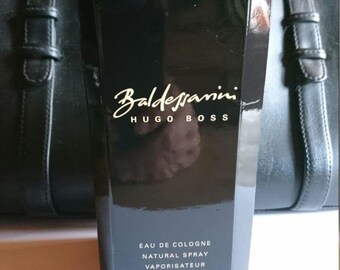 Baldessarini
HUGO BOSS
EAU DE COLOGNE
NATURAL SPRAY
VAPORISATEUR